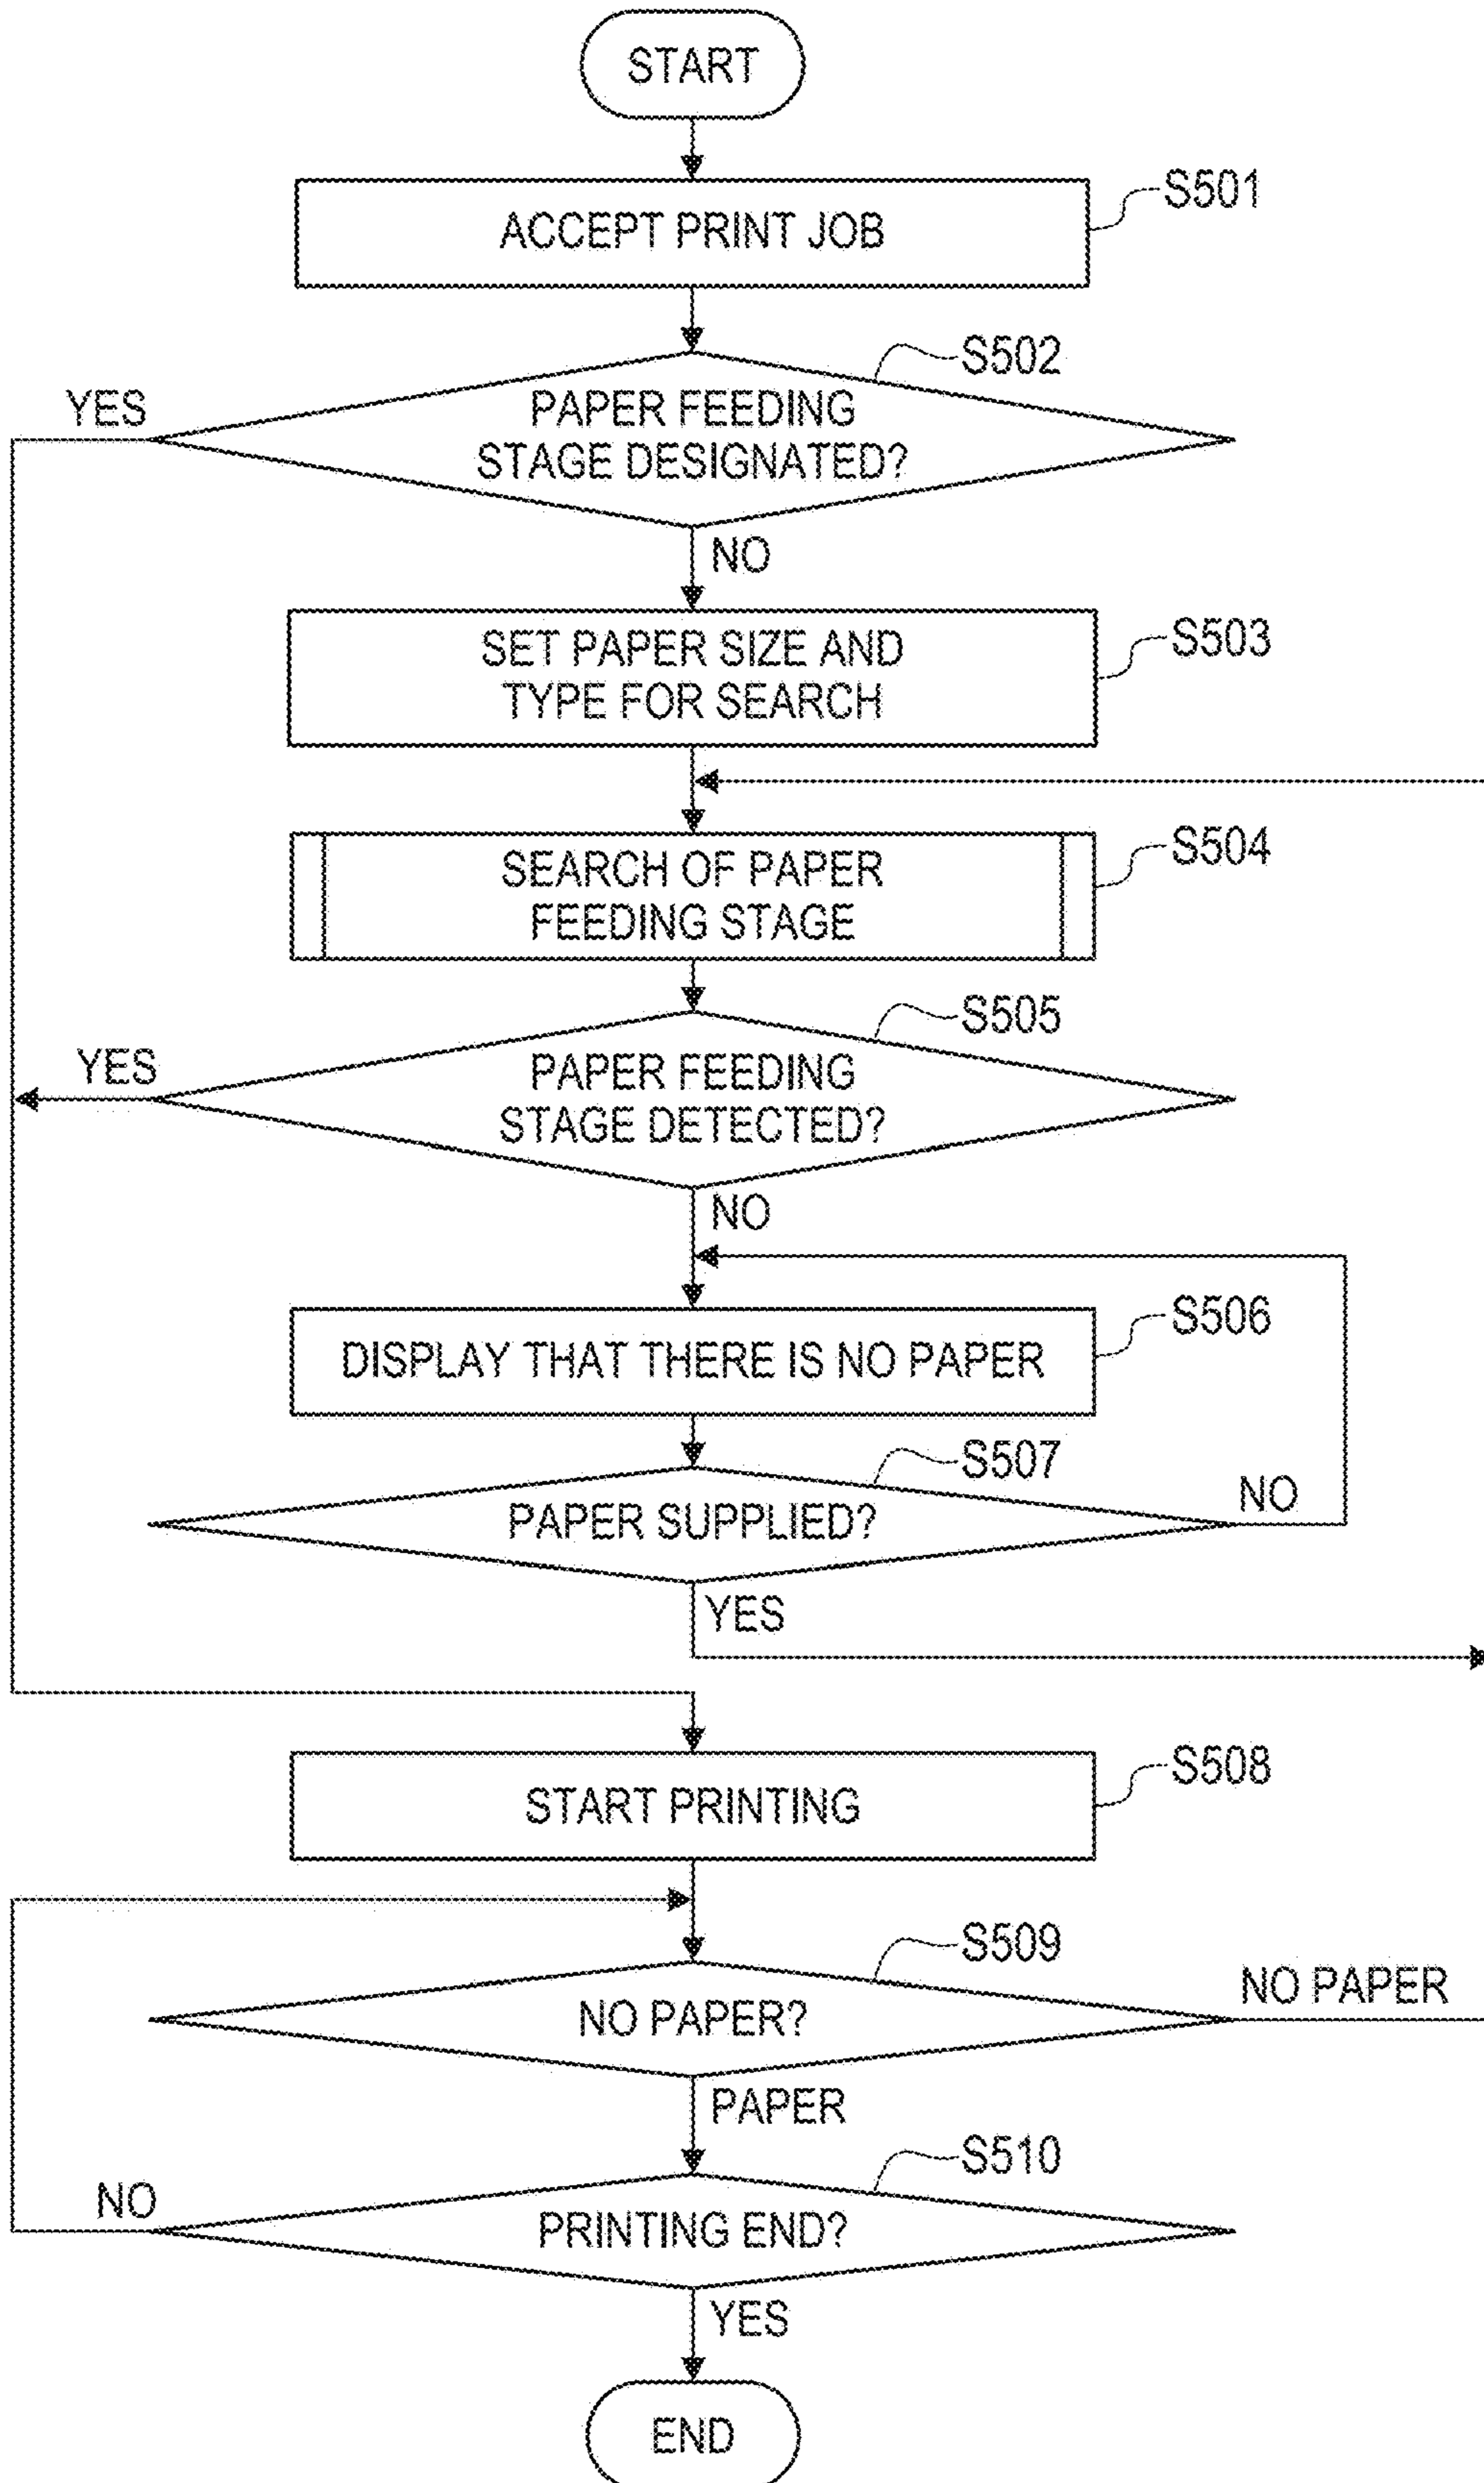 START
ACCEPT PRINT JOB
S501
S502
YES
PAPER FEEDING
STAGE DESIGNATED?
NO
SET PAPER SIZE AND
TYPE FOR SEARCH
S503
SEARCH OF PAPER
FEEDING STAGE
S504
S505
YES
PAPER FEEDING
STAGE DETECTED?
NO
DISPLAY THAT THERE IS NO PAPER
S506
S507
PAPER SUPPLIED?
NO
YES
START PRINTING
S508
S509
NO PAPER?
NO PAPER
PAPER
S510
NO
PRINTING END?
YES
END